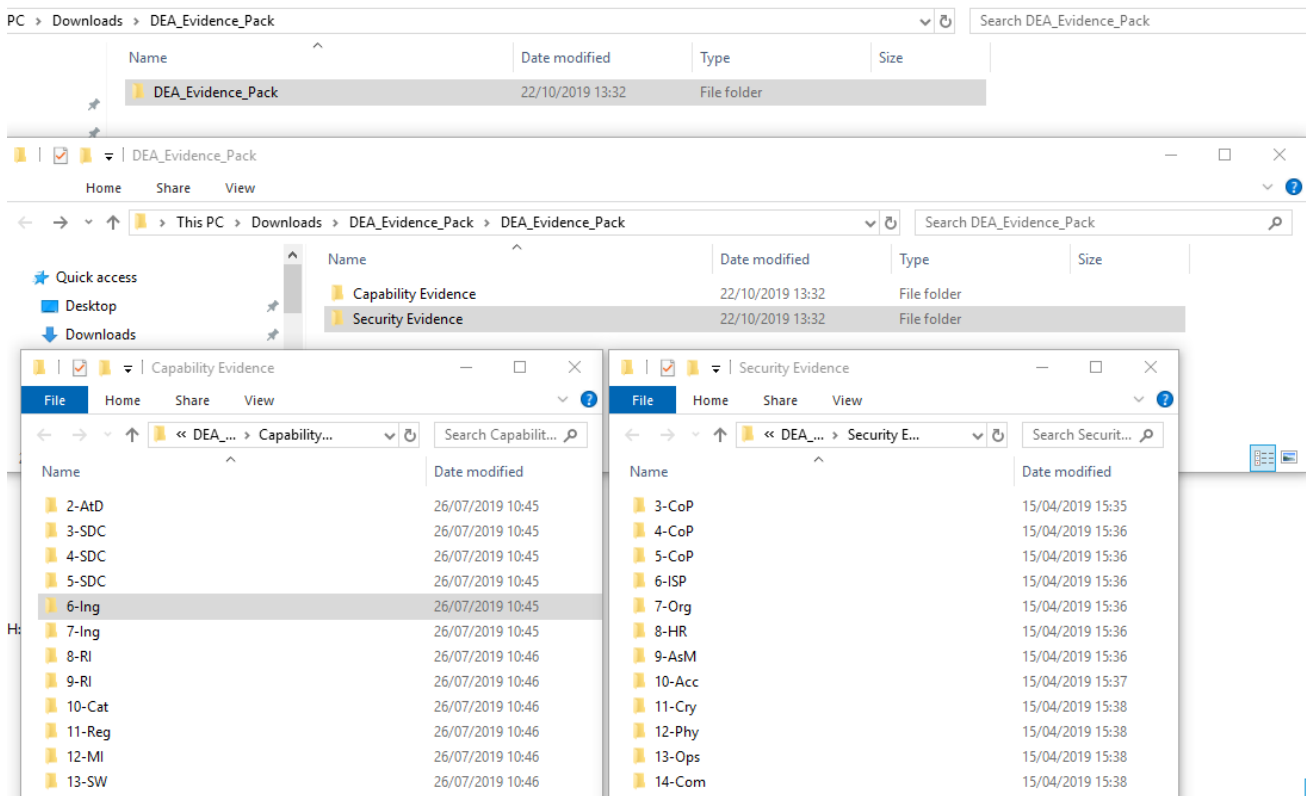 PC > Downloads > DEA_Evidence_Pack Search DEA_Evidence_Pack
Name Date modified Type Size
DEA_Evidence_Pack 22/10/2019 13:32 File folder
DEA_Evidence_Pack
Home Share View
This PC > Downloads > DEA_Evidence_Pack > DEA_Evidence_Pack Search DEA_Evidence_Pack
Name Date modified Type Size
Quick access
Capability Evidence 22/10/2019 13:32 File folder
Desktop
Security Evidence 22/10/2019 13:32 File folder
Downloads
Capability Evidence
File Home Share View
« DEA_... > Capability... Search Capabilit...
Name Date modified
2-AtD 26/07/2019 10:45
3-SDC 26/07/2019 10:45
4-SDC 26/07/2019 10:45
5-SDC 26/07/2019 10:45
6-Ing 26/07/2019 10:45
7-Ing 26/07/2019 10:45
8-RI 26/07/2019 10:46
9-RI 26/07/2019 10:46
10-Cat 26/07/2019 10:46
11-Reg 26/07/2019 10:46
12-MI 26/07/2019 10:46
13-SW 26/07/2019 10:46
Security Evidence
File Home Share View
« DEA_... > Security E... Search Securit...
Name Date modified
3-CoP 15/04/2019 15:35
4-CoP 15/04/2019 15:36
5-CoP 15/04/2019 15:36
6-ISP 15/04/2019 15:36
7-Org 15/04/2019 15:36
8-HR 15/04/2019 15:36
9-AsM 15/04/2019 15:36
10-Acc 15/04/2019 15:37
11-Cry 15/04/2019 15:38
12-Phy 15/04/2019 15:38
13-Ops 15/04/2019 15:38
14-Com 15/04/2019 15:38